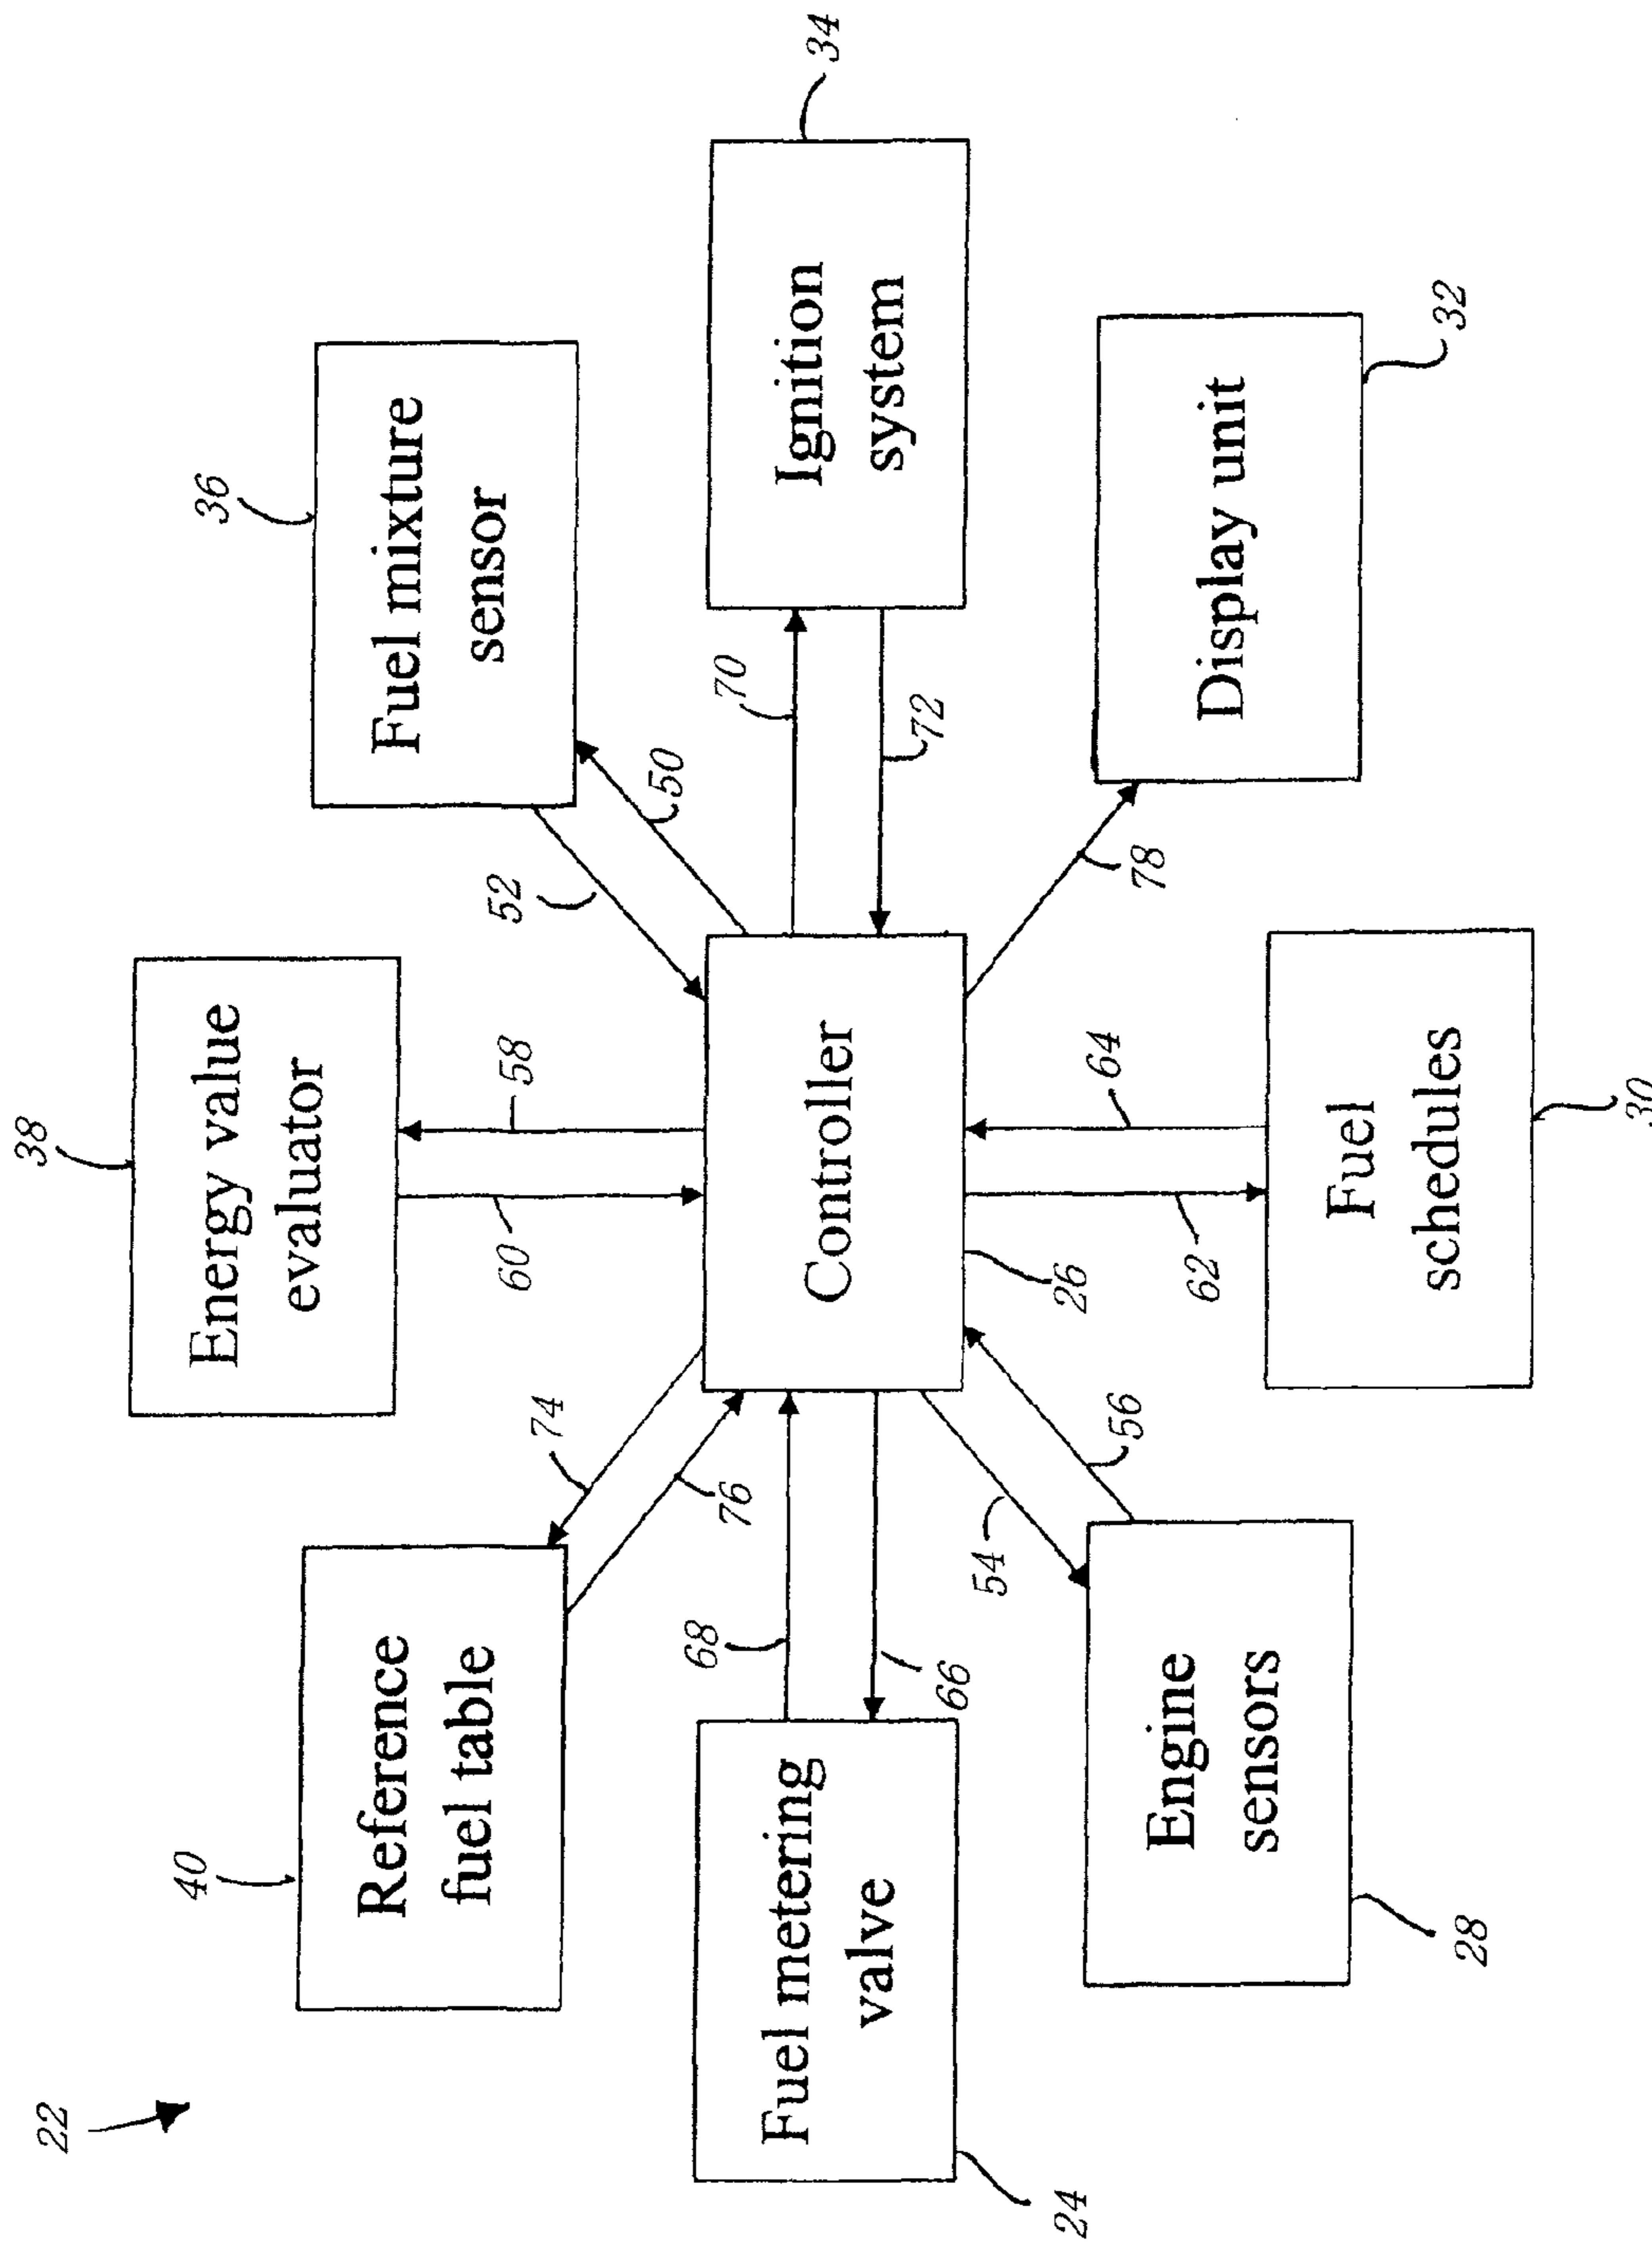 22
38
Energy value
evaluator
40
Reference
fuel table
36
Fuel mixture
sensor
74
76
60
58
52
50
24
Fuel metering
valve
68
66
Controller
26
70
72
34
Ignition
system
54
56
62
64
78
28
Engine
sensors
30
Fuel
schedules
32
Display unit